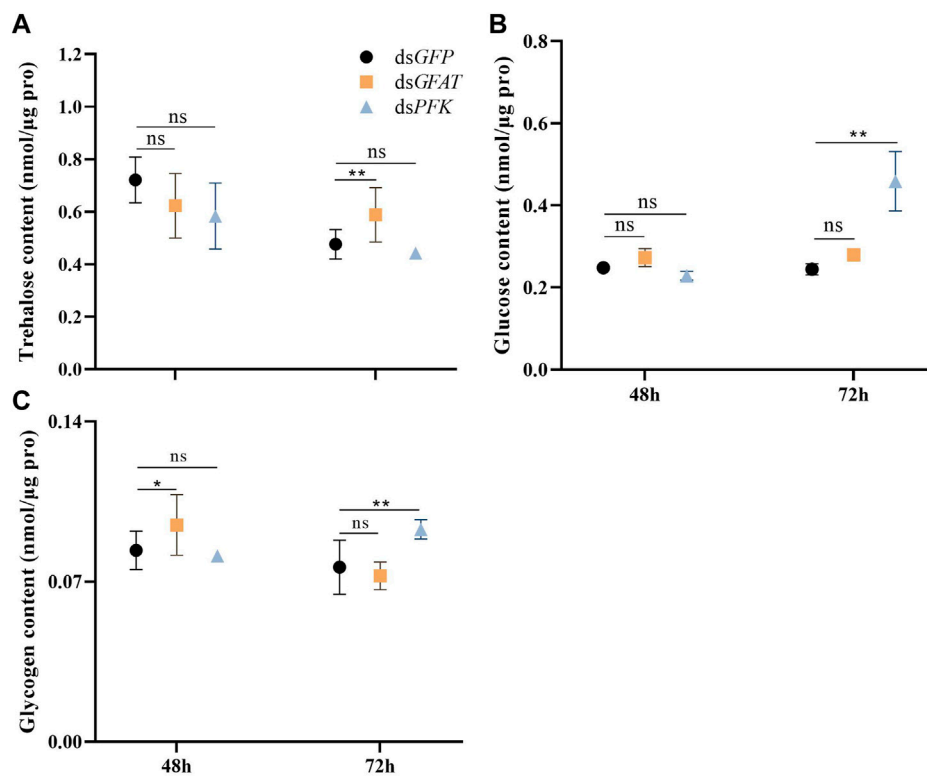 A
Trehalose content (nmol/µg pro)
1.2
1.0
0.8
0.6
0.4
0.2
0.0
dsGFP
dsGFAT
dsPFK
ns
ns
ns
**
B
Glucose content (nmol/µg pro)
0.8
0.6
0.4
0.2
0.0
ns
ns
**
ns
48h
72h
C
Glycogen content (nmol/µg pro)
0.14
0.07
0.00
ns
*
**
ns
48h
72h